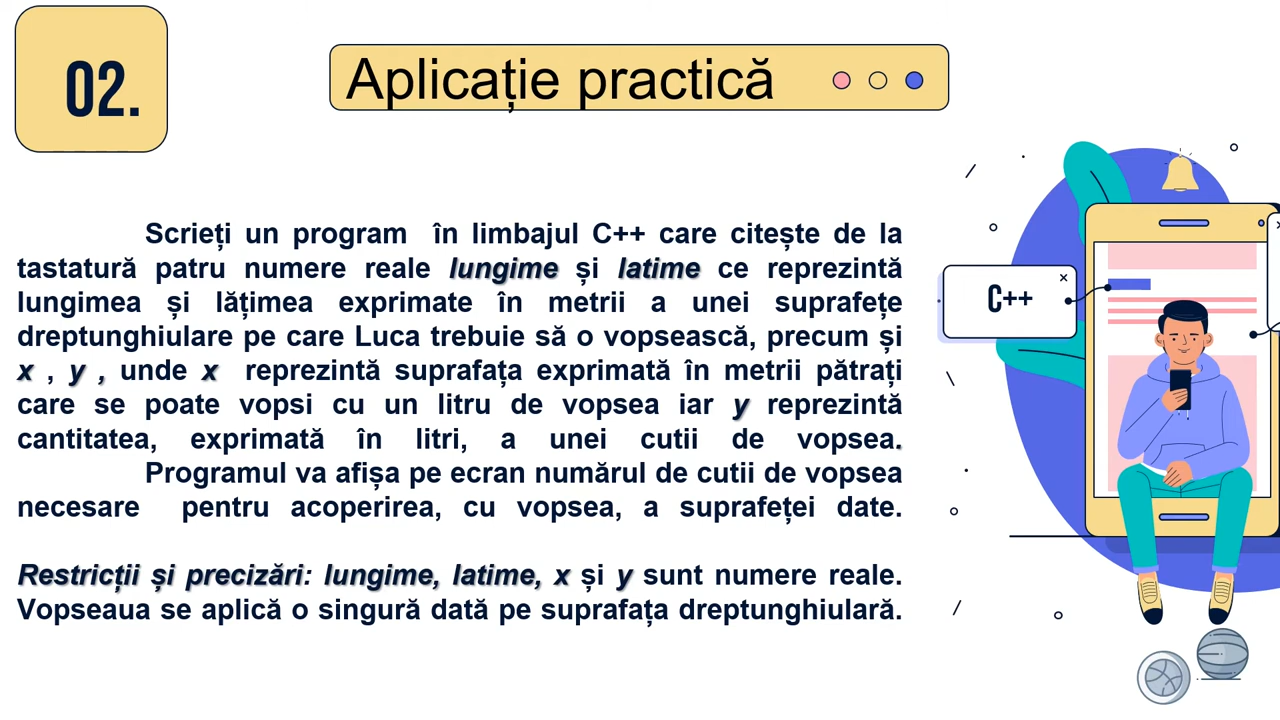 02.
Aplicație practică
Scrieți un program în limbajul C++ care citește de la
tastatură patru numere reale lungime și latime ce reprezintă
lungimea și lățimea exprimate în metrii a unei suprafețe
dreptunghiulare pe care Luca trebuie să o vopsească, precum și
x , y , unde x reprezintă suprafața exprimată în metrii pătrați
care se poate vopsi cu un litru de vopsea iar y reprezintă
cantitatea, exprimată în litri, a unei cutii de vopsea.
Programul va afișa pe ecran numărul de cutii de vopsea
necesare pentru acoperirea, cu vopsea, a suprafeței date.
Restricții și precizări: lungime, latime, x și y sunt numere reale.
Vopseaua se aplică o singură dată pe suprafața dreptunghiulară.
C++